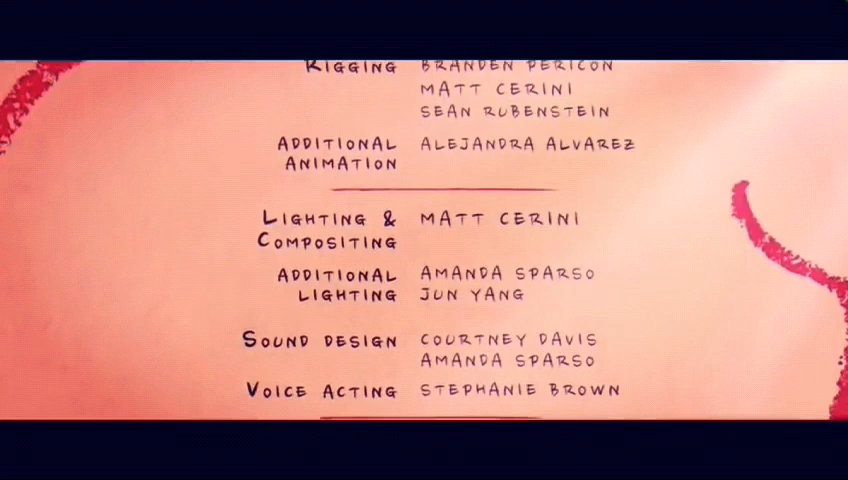 RIGGING BRANDEN PERICON
MATT CERINI
SEAN RUBENSTEIN
ADDITIONAL ANIMATION ALEJANDRA ALVAREZ
LIGHTING & COMPOSITING MATT CERINI
ADDITIONAL AMANDA SPARSO
LIGHTING JUN YANG
SOUND DESIGN COURTNEY DAVIS
AMANDA SPARSO
VOICE ACTING STEPHANIE BROWN